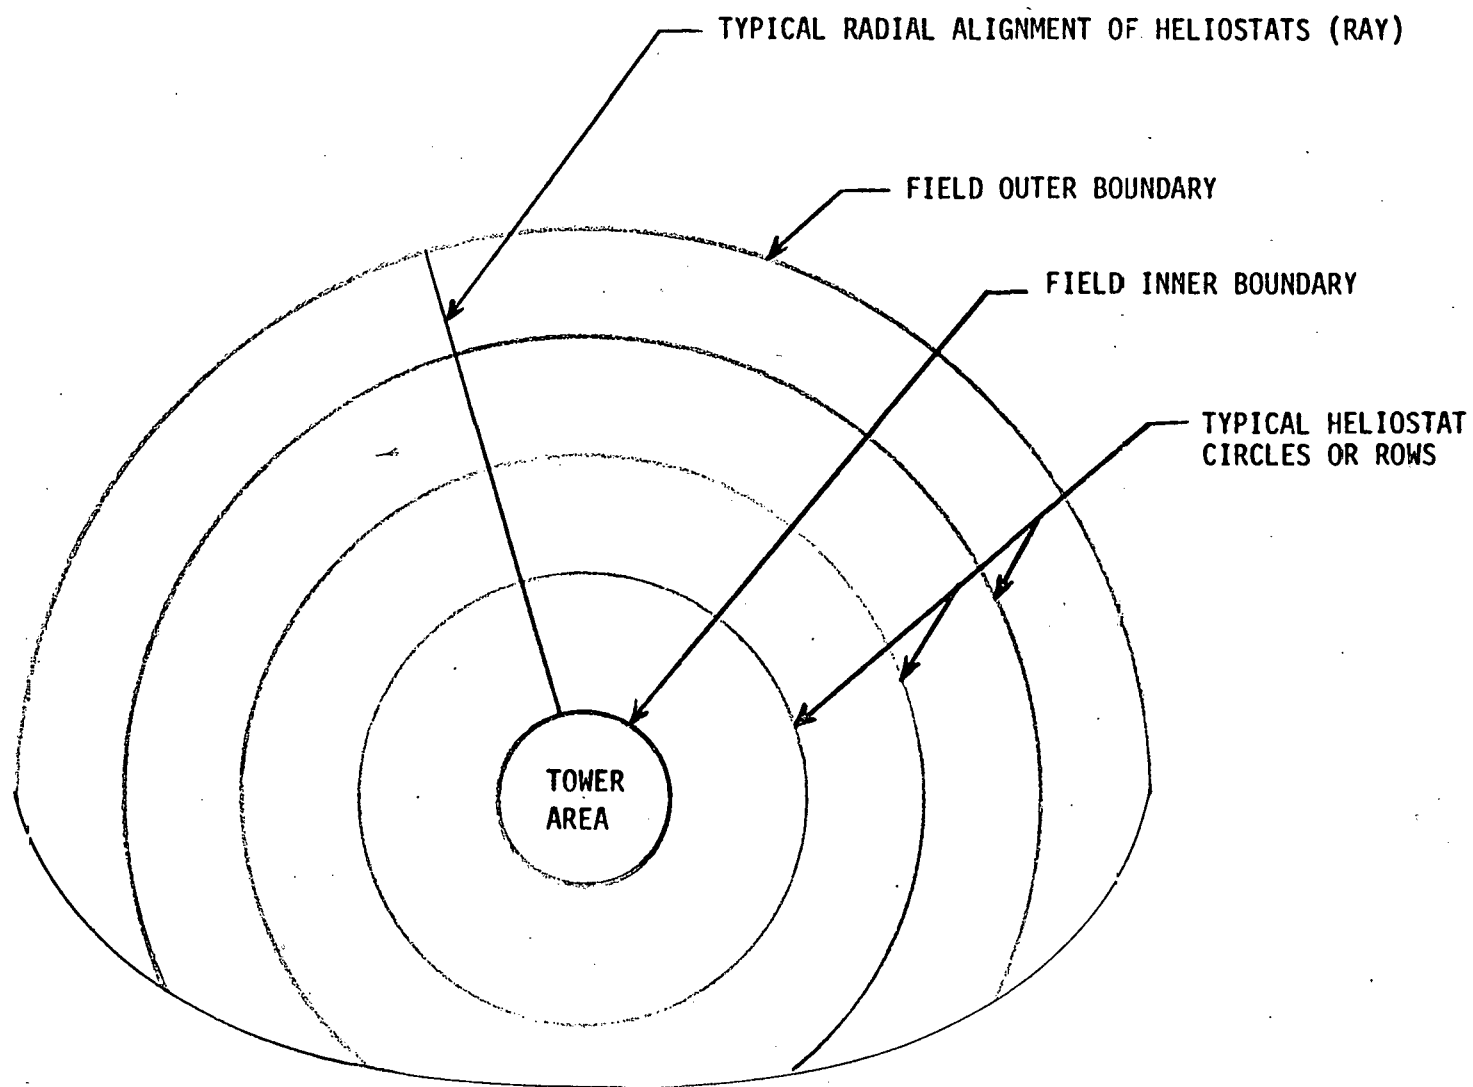 TYPICAL RADIAL ALIGNMENT OF HELIOSTATS (RAY)
FIELD OUTER BOUNDARY
FIELD INNER BOUNDARY
TYPICAL HELIOSTAT
CIRCLES OR ROWS
TOWER
AREA